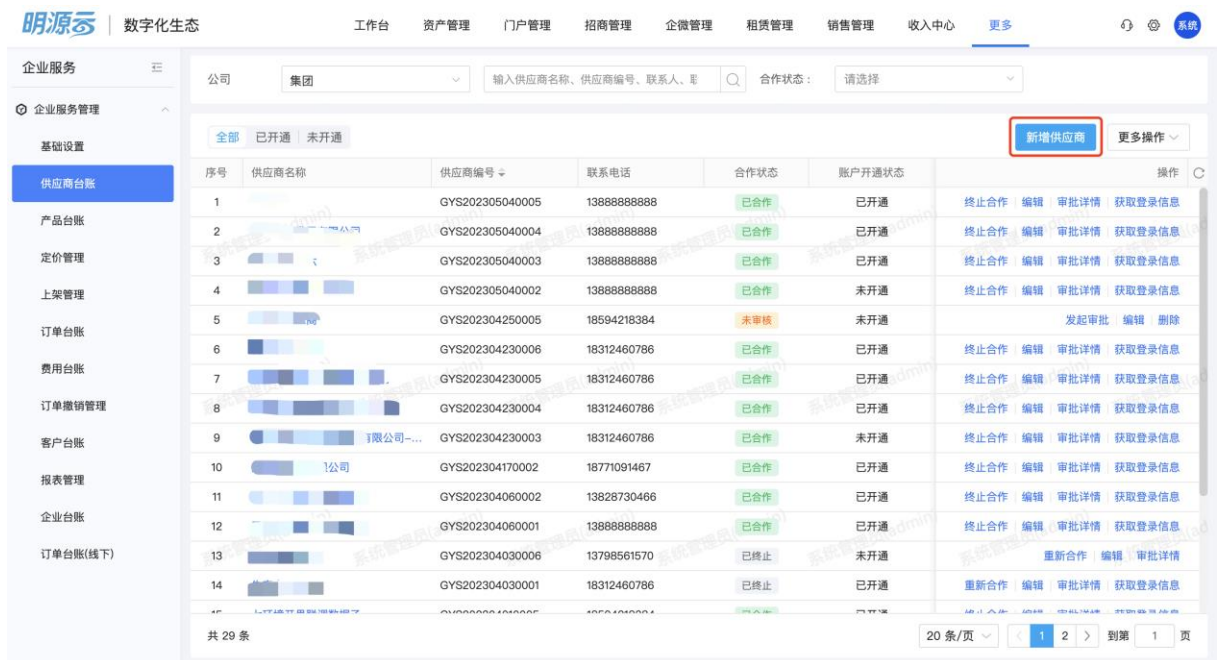 明源云 数字化生态 工作台 资产管理 门户管理 招商管理 企微管理 租赁管理 销售管理 收入中心 更多 系统
企业服务
企业服务管理
基础设置
供应商台账
产品台账
定价管理
上架管理
订单台账
费用台账
订单撤销管理
客户台账
报表管理
企业台账
订单台账(线下)
公司 集团 输入供应商名称、供应商编号、联系人、 合作状态： 请选择
全部 已开通 未开通 新增供应商 更多操作
序号 供应商名称 供应商编号 联系电话 合作状态 账户开通状态 操作
1 GYS202305040005 13888888888 已合作 已开通 终止合作 编辑 审批详情 获取登录信息
2 GYS202305040004 13888888888 已合作 已开通 终止合作 编辑 审批详情 获取登录信息
3 GYS202305040003 13888888888 已合作 已开通 终止合作 编辑 审批详情 获取登录信息
4 GYS202305040002 13888888888 已合作 未开通 终止合作 编辑 审批详情 获取登录信息
5 GYS202304250005 18594218384 未审核 未开通 发起审批 编辑 删除
6 GYS202304230006 18312460786 已合作 已开通 终止合作 编辑 审批详情 获取登录信息
7 GYS202304230005 18312460786 已合作 已开通 终止合作 编辑 审批详情 获取登录信息
8 GYS202304230004 18312460786 已合作 已开通 终止合作 编辑 审批详情 获取登录信息
9 有限公司-... GYS202304230003 18312460786 已合作 未开通 终止合作 编辑 审批详情 获取登录信息
10 公司 GYS202304170002 18771091467 已合作 已开通 终止合作 编辑 审批详情 获取登录信息
11 GYS202304060002 13828730466 已合作 已开通 终止合作 编辑 审批详情 获取登录信息
12 GYS202304060001 13888888888 已合作 已开通 终止合作 编辑 审批详情 获取登录信息
13 GYS202304030006 13798561570 已终止 未开通 重新合作 编辑 审批详情
14 GYS202304030001 18312460786 已终止 已开通 重新合作 编辑 审批详情 获取登录信息
共 29 条 20 条/页 1 2 到第 1 页